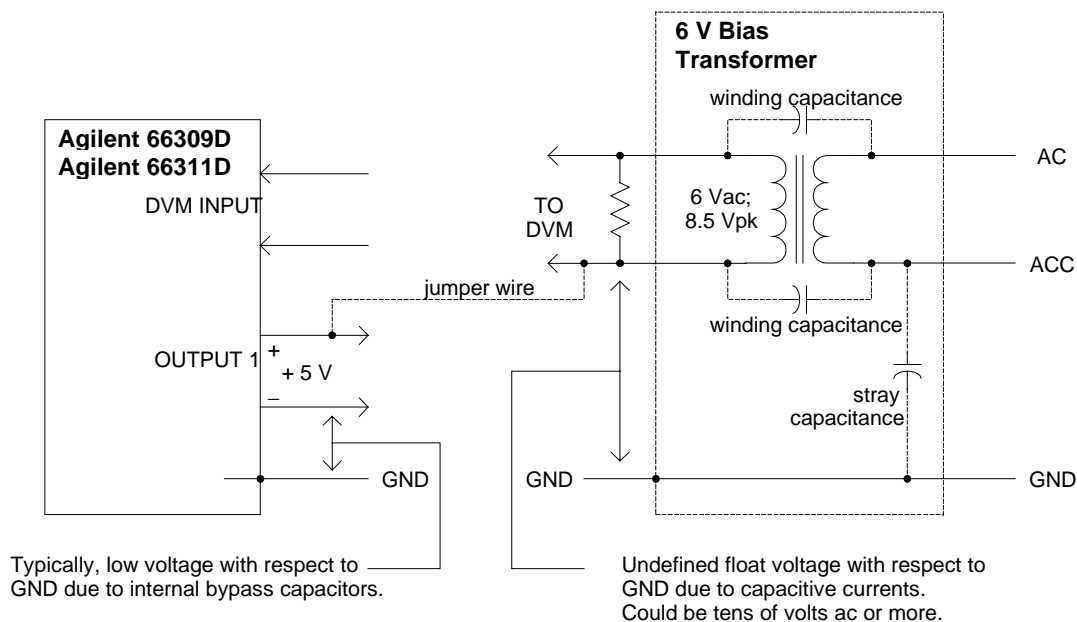 6 V Bias
Transformer
winding capacitance
Agilent 66309D
Agilent 66311D
DVM INPUT
TO
DVM
6 Vac;
8.5 Vpk
AC
ACC
jumper wire
winding capacitance
OUTPUT 1
+
+ 5 V
–
stray
capacitance
GND
GND
GND
Typically, low voltage with respect to
GND due to internal bypass capacitors.
Undefined float voltage with respect to
GND due to capacitive currents.
Could be tens of volts ac or more.